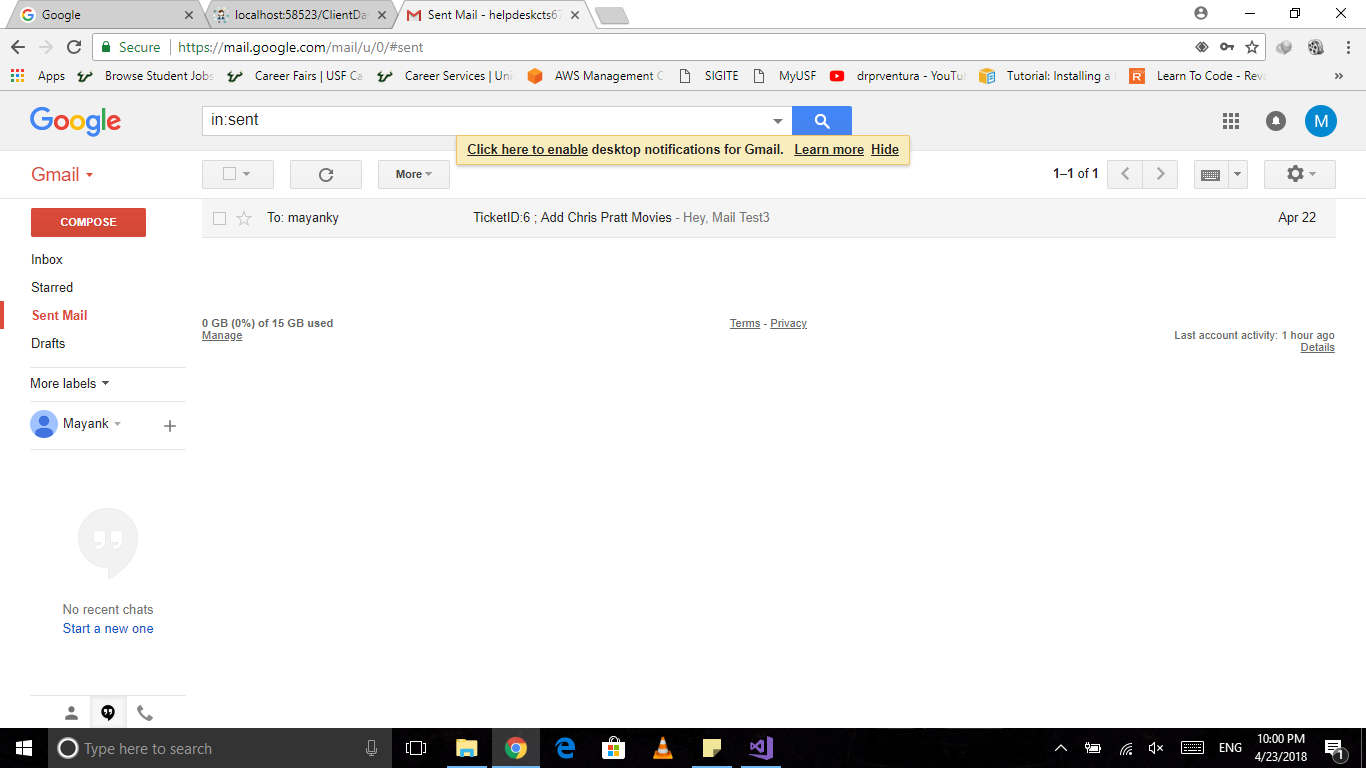 Google
localhost:58523/ClientDa
Sent Mail - helpdeskcts67
Secure
https://mail.google.com/mail/u/0/#sent
Apps
Browse Student Jobs
Career Fairs | USF Ca
Career Services | Uni
AWS Management C
SIGITE
MyUSF
drprventura - YouTu
Tutorial: Installing a
Learn To Code - Reva
»
Google
in:sent
M
Click here to enable desktop notifications for Gmail. Learn more Hide
Gmail
More
1–1 of 1
COMPOSE
To: mayanky
TicketID:6 ; Add Chris Pratt Movies - Hey, Mail Test3
Apr 22
Inbox
Starred
Sent Mail
Drafts
More labels
Mayank
0 GB (0%) of 15 GB used
Manage
Terms - Privacy
Last account activity: 1 hour ago
Details
No recent chats
Start a new one
Type here to search
ENG
10:00 PM
4/23/2018
1